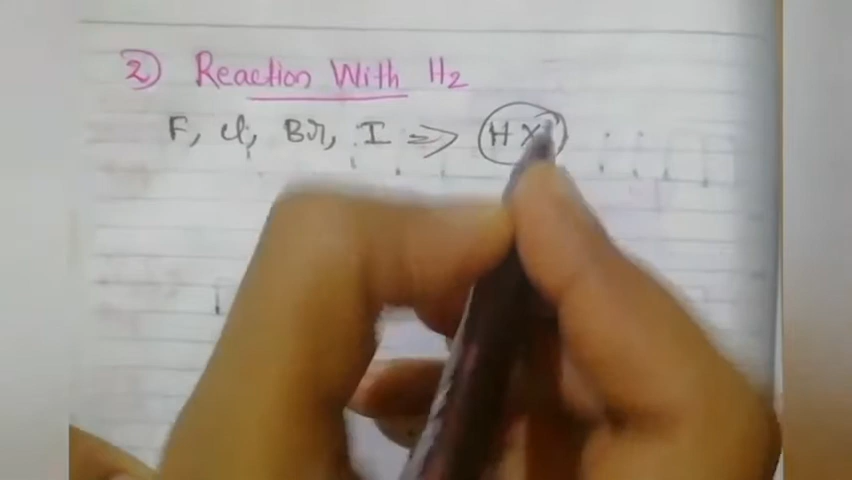 2) Reaction With H2
F, Cl, Br, I => HX